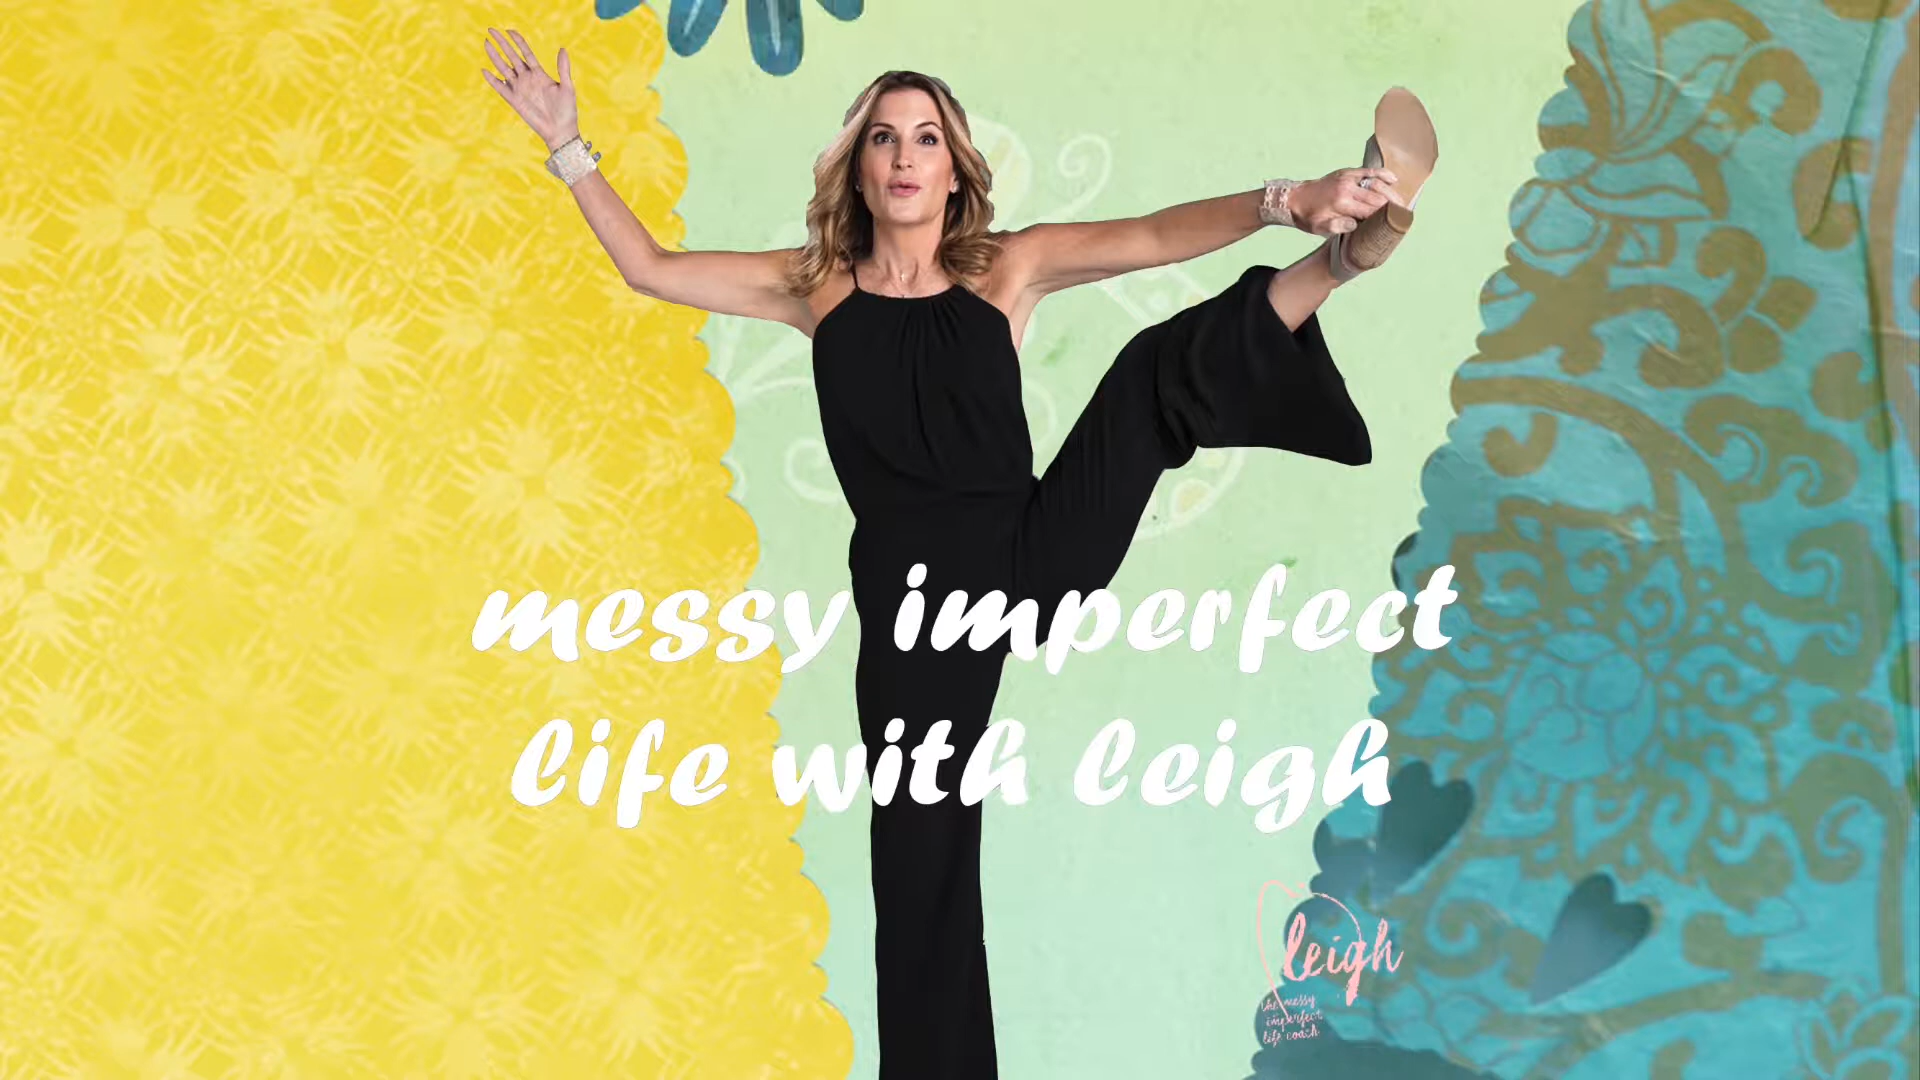 messy imperfect
life with leigh
leigh
the messy
imperfect
life coach